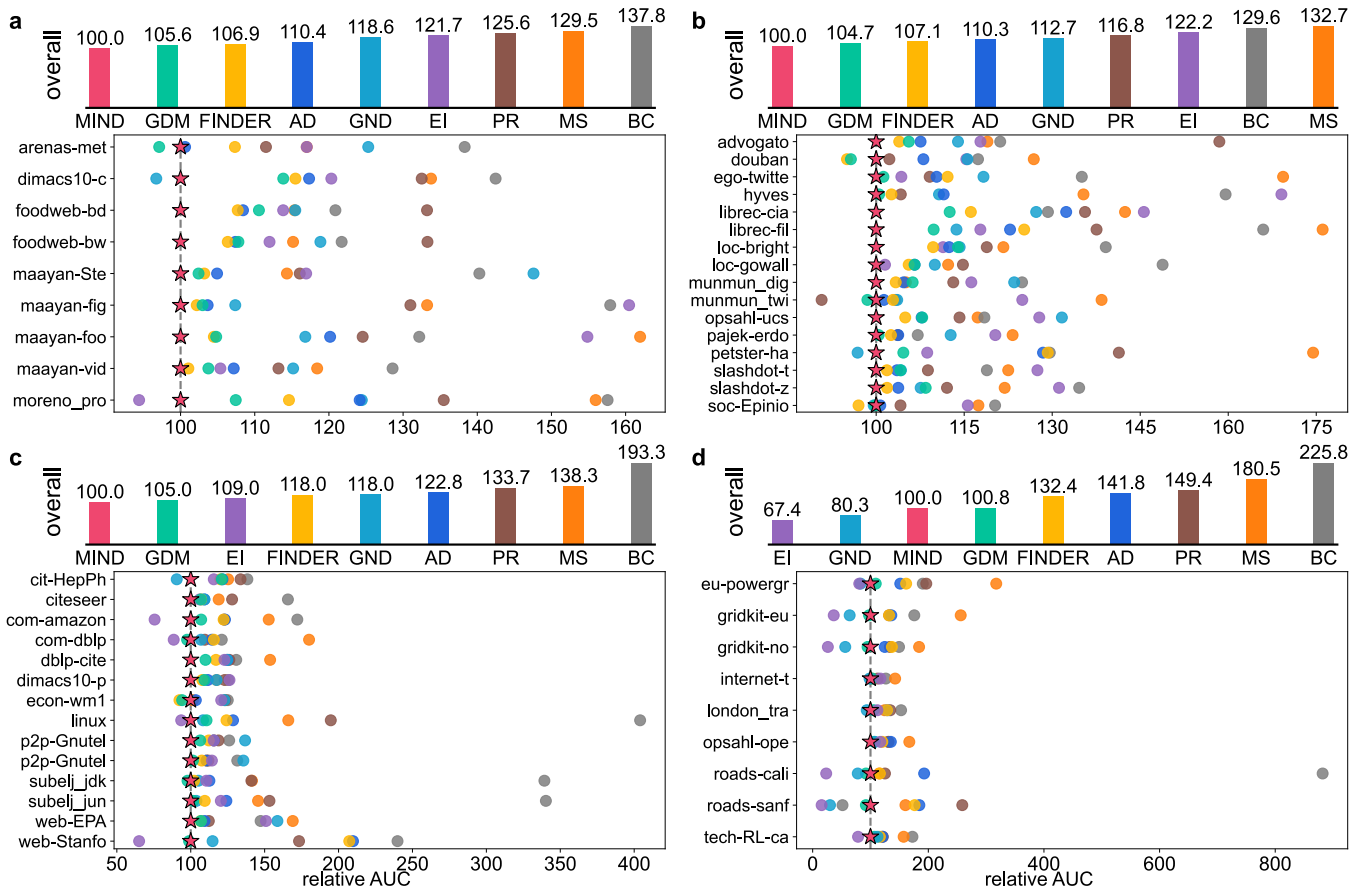 a
overall
100.0 105.6 106.9 110.4 118.6 121.7 125.6 129.5 137.8
MIND GDM FINDER AD GND EI PR MS BC
arenas-met
dimacs10-c
foodweb-bd
foodweb-bw
maayan-Ste
maayan-fig
maayan-foo
maayan-vid
moreno_pro
100 110 120 130 140 150 160
b
overall
100.0 104.7 107.1 110.3 112.7 116.8 122.2 129.6 132.7
MIND GDM FINDER AD GND PR EI BC MS
advogato
douban
ego-twitte
hyves
librec-cia
librec-fil
loc-bright
loc-gowall
munmun_dig
munmun_twi
opsahl-ucs
pajek-erdo
petster-ha
slashdot-t
slashdot-z
soc-Epinio
100 115 130 145 160 175
c
overall
100.0 105.0 109.0 118.0 118.0 122.8 133.7 138.3 193.3
MIND GDM EI FINDER GND AD PR MS BC
cit-HepPh
citeseer
com-amazon
com-dblp
dblp-cite
dimacs10-p
econ-wm1
linux
p2p-Gnutel
p2p-Gnutel
subelj_jdk
subelj_jun
web-EPA
web-Stanfo
50 100 150 200 250 300 350 400
relative AUC
d
overall
67.4 80.3 100.0 100.8 132.4 141.8 149.4 180.5 225.8
EI GND MIND GDM FINDER AD PR MS BC
eu-powergr
gridkit-eu
gridkit-no
internet-t
london_tra
opsahl-ope
roads-cali
roads-sanf
tech-RL-ca
0 200 400 600 800
relative AUC